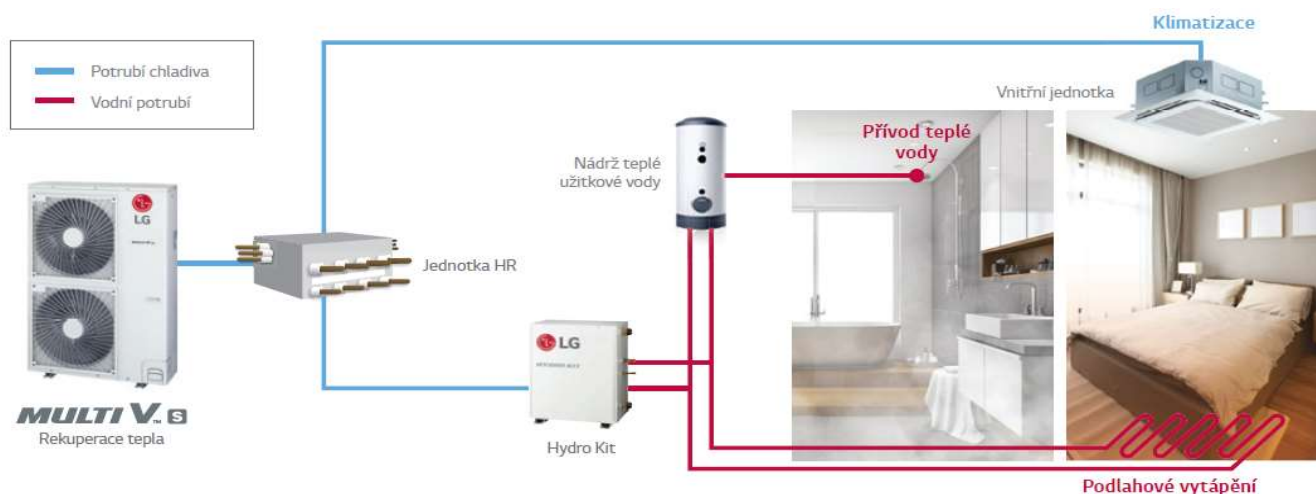 Klimatizace
Potrubí chladiva
Vodní potrubí
Vnitřní jednotka
Přívod teplé
vody
Nádrž teplé
užitkové vody
LG
Jednotka HR
LG
MULTI V™ S
Rekuperace tepla
Hydro Kit
Podlahové vytápění